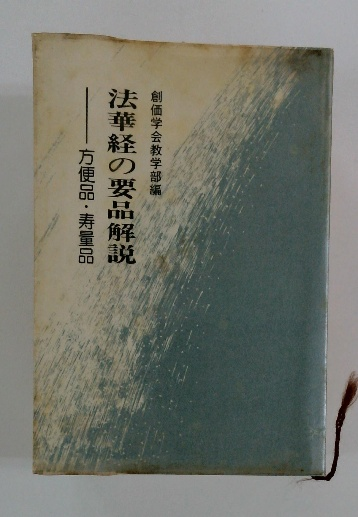 創価学会教学部編
法華経の要品解説
——方便品・寿量品